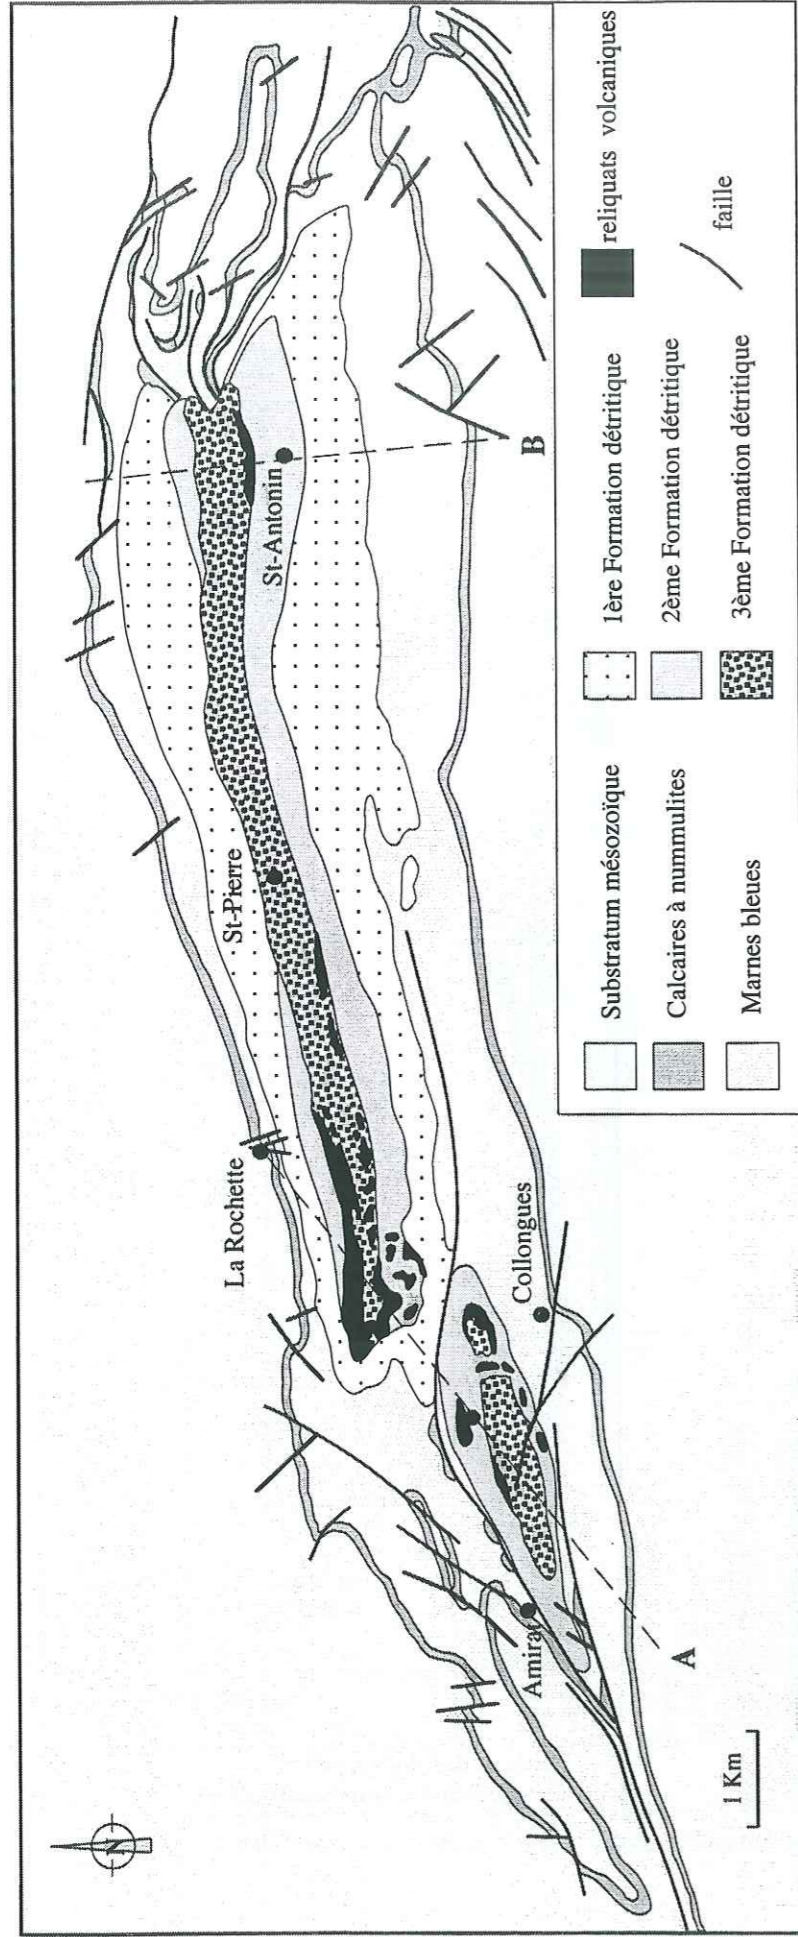 N
La Rochette
St-Pierre
St-Antonin
B
Collongues
Amirat
A
1 Km
Substratum mésozoïque
Calcaires à nummulites
Marnes bleues
1ère Formation détritique
2ème Formation détritique
3ème Formation détritique
reliquats volcaniques
faille